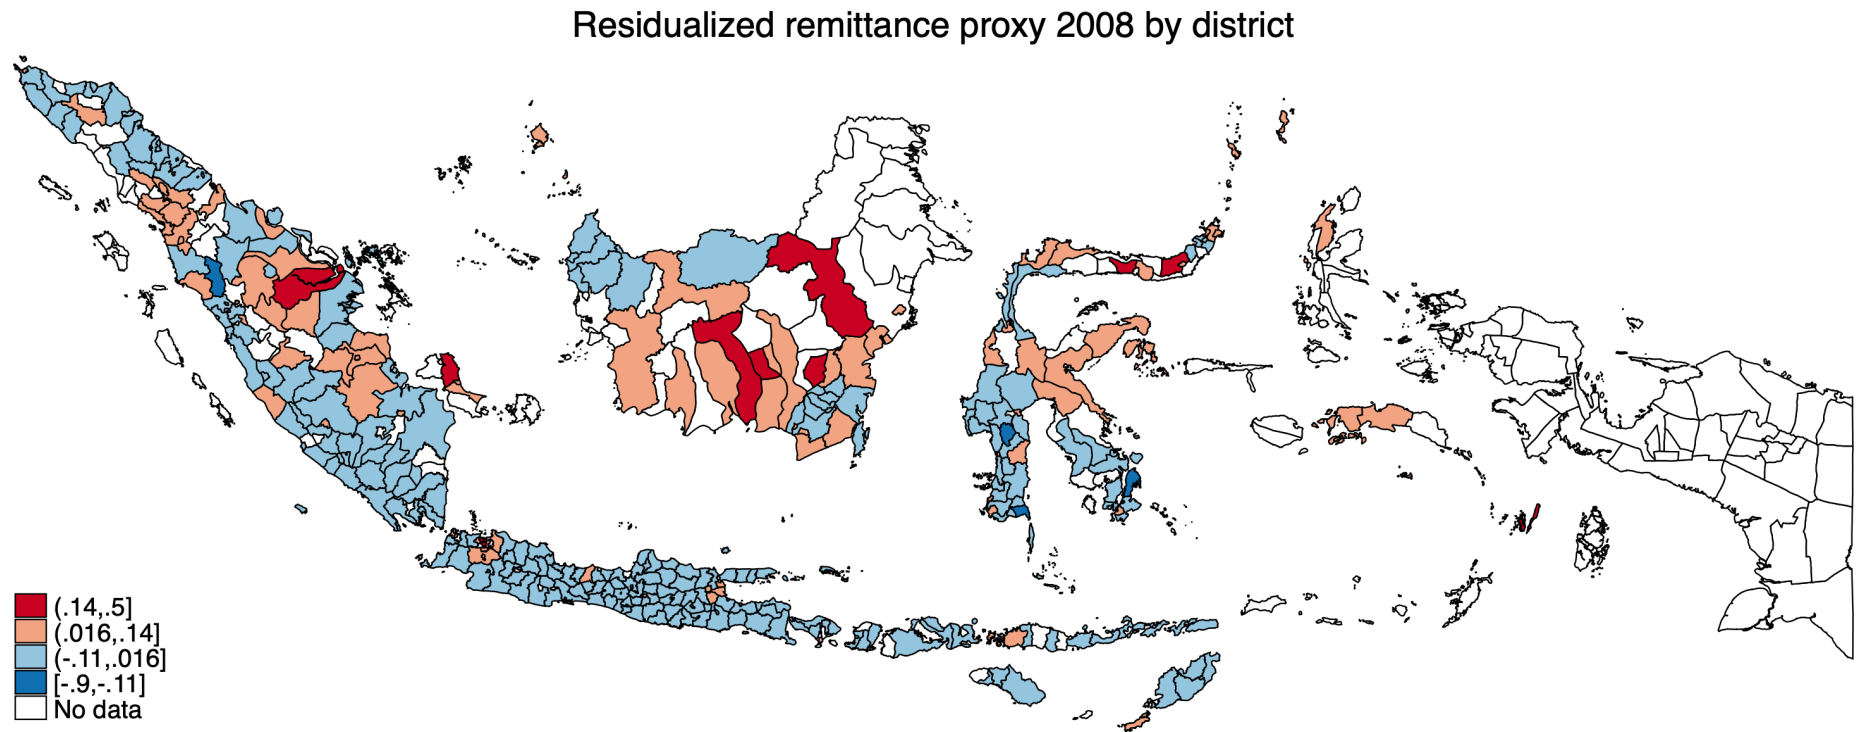 Residualized remittance proxy 2008 by district
(.14,.5]
(.016,.14]
(-.11,.016]
[-.9,-.11]
No data